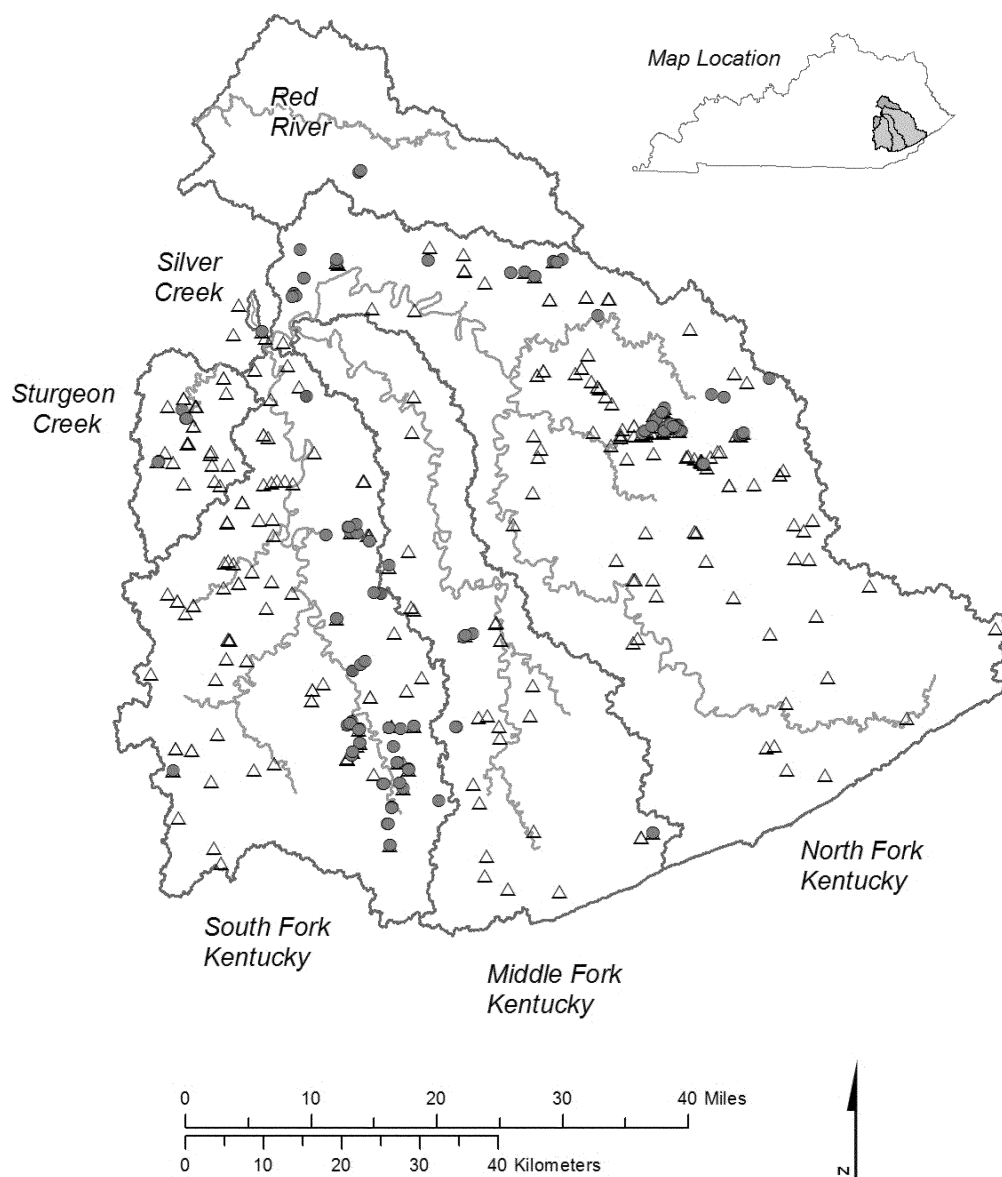 Map Location
Red
River
Silver
Creek
Sturgeon
Creek
North Fork
Kentucky
South Fork
Kentucky
Middle Fork
Kentucky
0 10 20 30 40 Miles
0 10 20 30 40 Kilometers
N